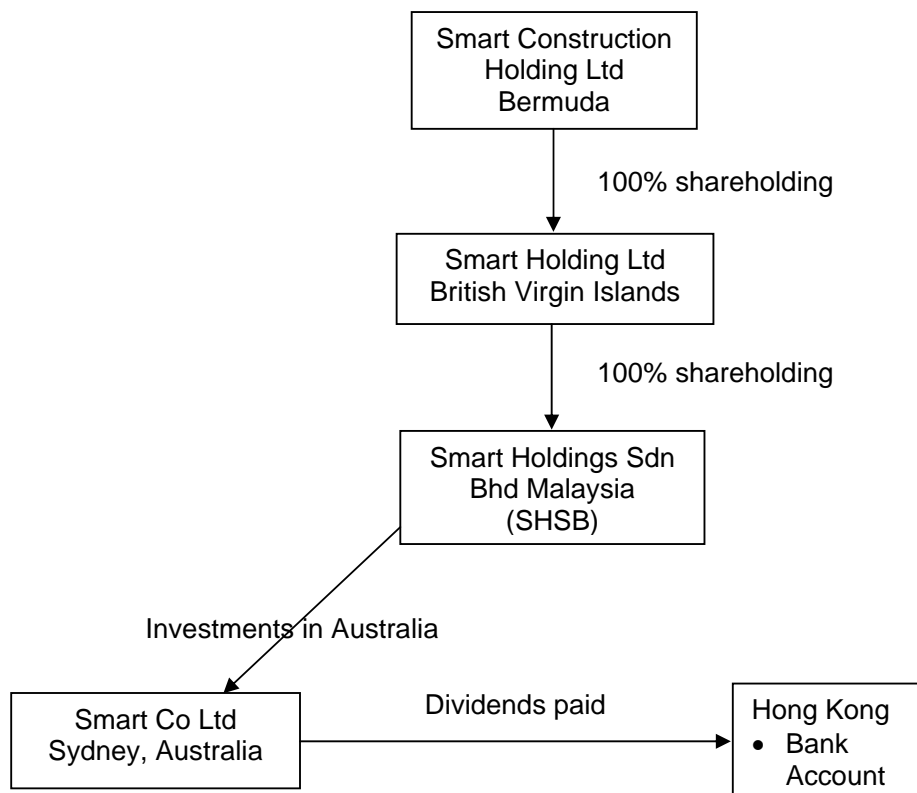 Smart Construction
Holding Ltd
Bermuda
100% shareholding
Smart Holding Ltd
British Virgin Islands
100% shareholding
Smart Holdings Sdn
Bhd Malaysia
(SHSB)
Investments in Australia
Smart Co Ltd
Sydney, Australia
Dividends paid
Hong Kong
• Bank
Account